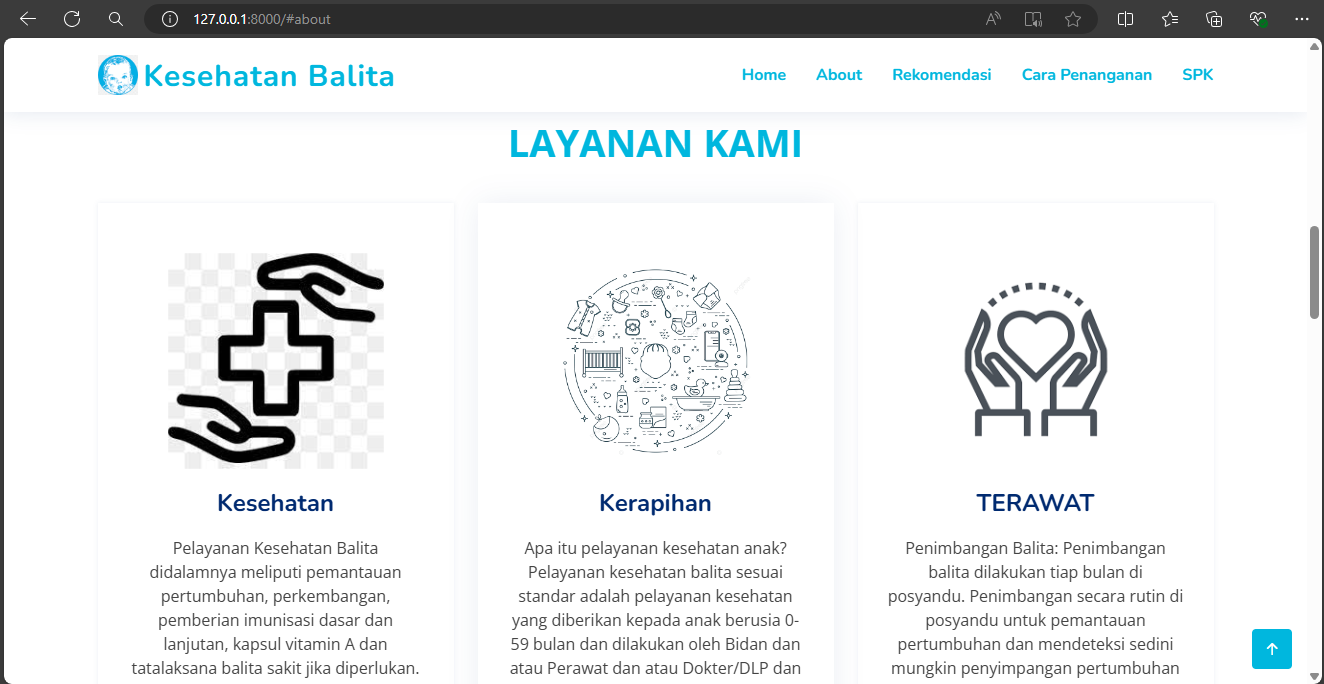 127.0.0.1:8000/#about
Kesehatan Balita
Home
About
Rekomendasi
Cara Penanganan
SPK
LAYANAN KAMI
Kesehatan
Pelayanan Kesehatan Balita
didalamnya meliputi pemantauan
pertumbuhan, perkembangan,
pemberian imunisasi dasar dan
lanjutan, kapsul vitamin A dan
tatalaksana balita sakit jika diperlukan.
Kerapihan
Apa itu pelayanan kesehatan anak?
Pelayanan kesehatan balita sesuai
standar adalah pelayanan kesehatan
yang diberikan kepada anak berusia 0-
59 bulan dan dilakukan oleh Bidan dan
atau Perawat dan atau Dokter/DLP dan
TERAWAT
Penimbangan Balita: Penimbangan
balita dilakukan tiap bulan di
posyandu. Penimbangan secara rutin di
posyandu untuk pemantauan
pertumbuhan dan mendeteksi sedini
mungkin penyimpangan pertumbuhan